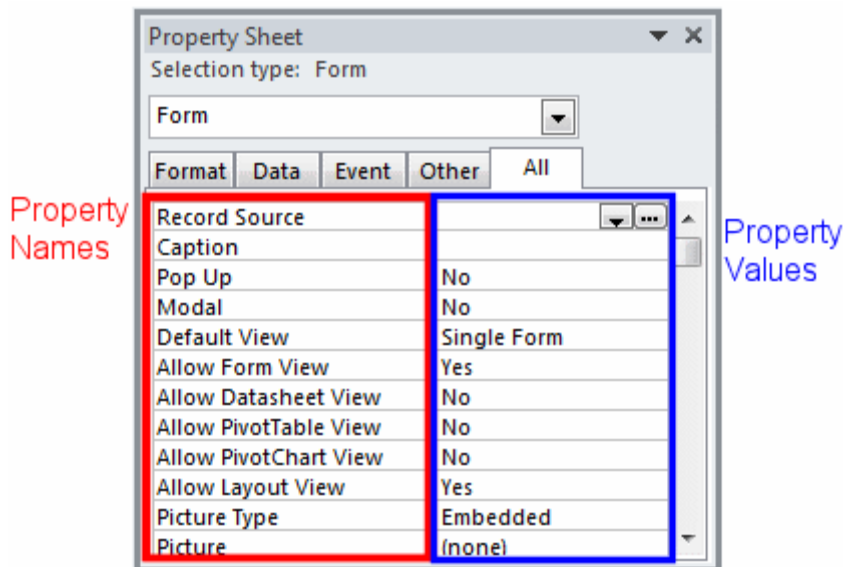 Property Sheet
Selection type: Form
Form
Format Data Event Other All
Property
Names
Record Source
Caption
Pop Up No
Modal No
Default View Single Form
Allow Form View Yes
Allow Datasheet View No
Allow PivotTable View No
Allow PivotChart View No
Allow Layout View Yes
Picture Type Embedded
Picture (none)
Property
Values